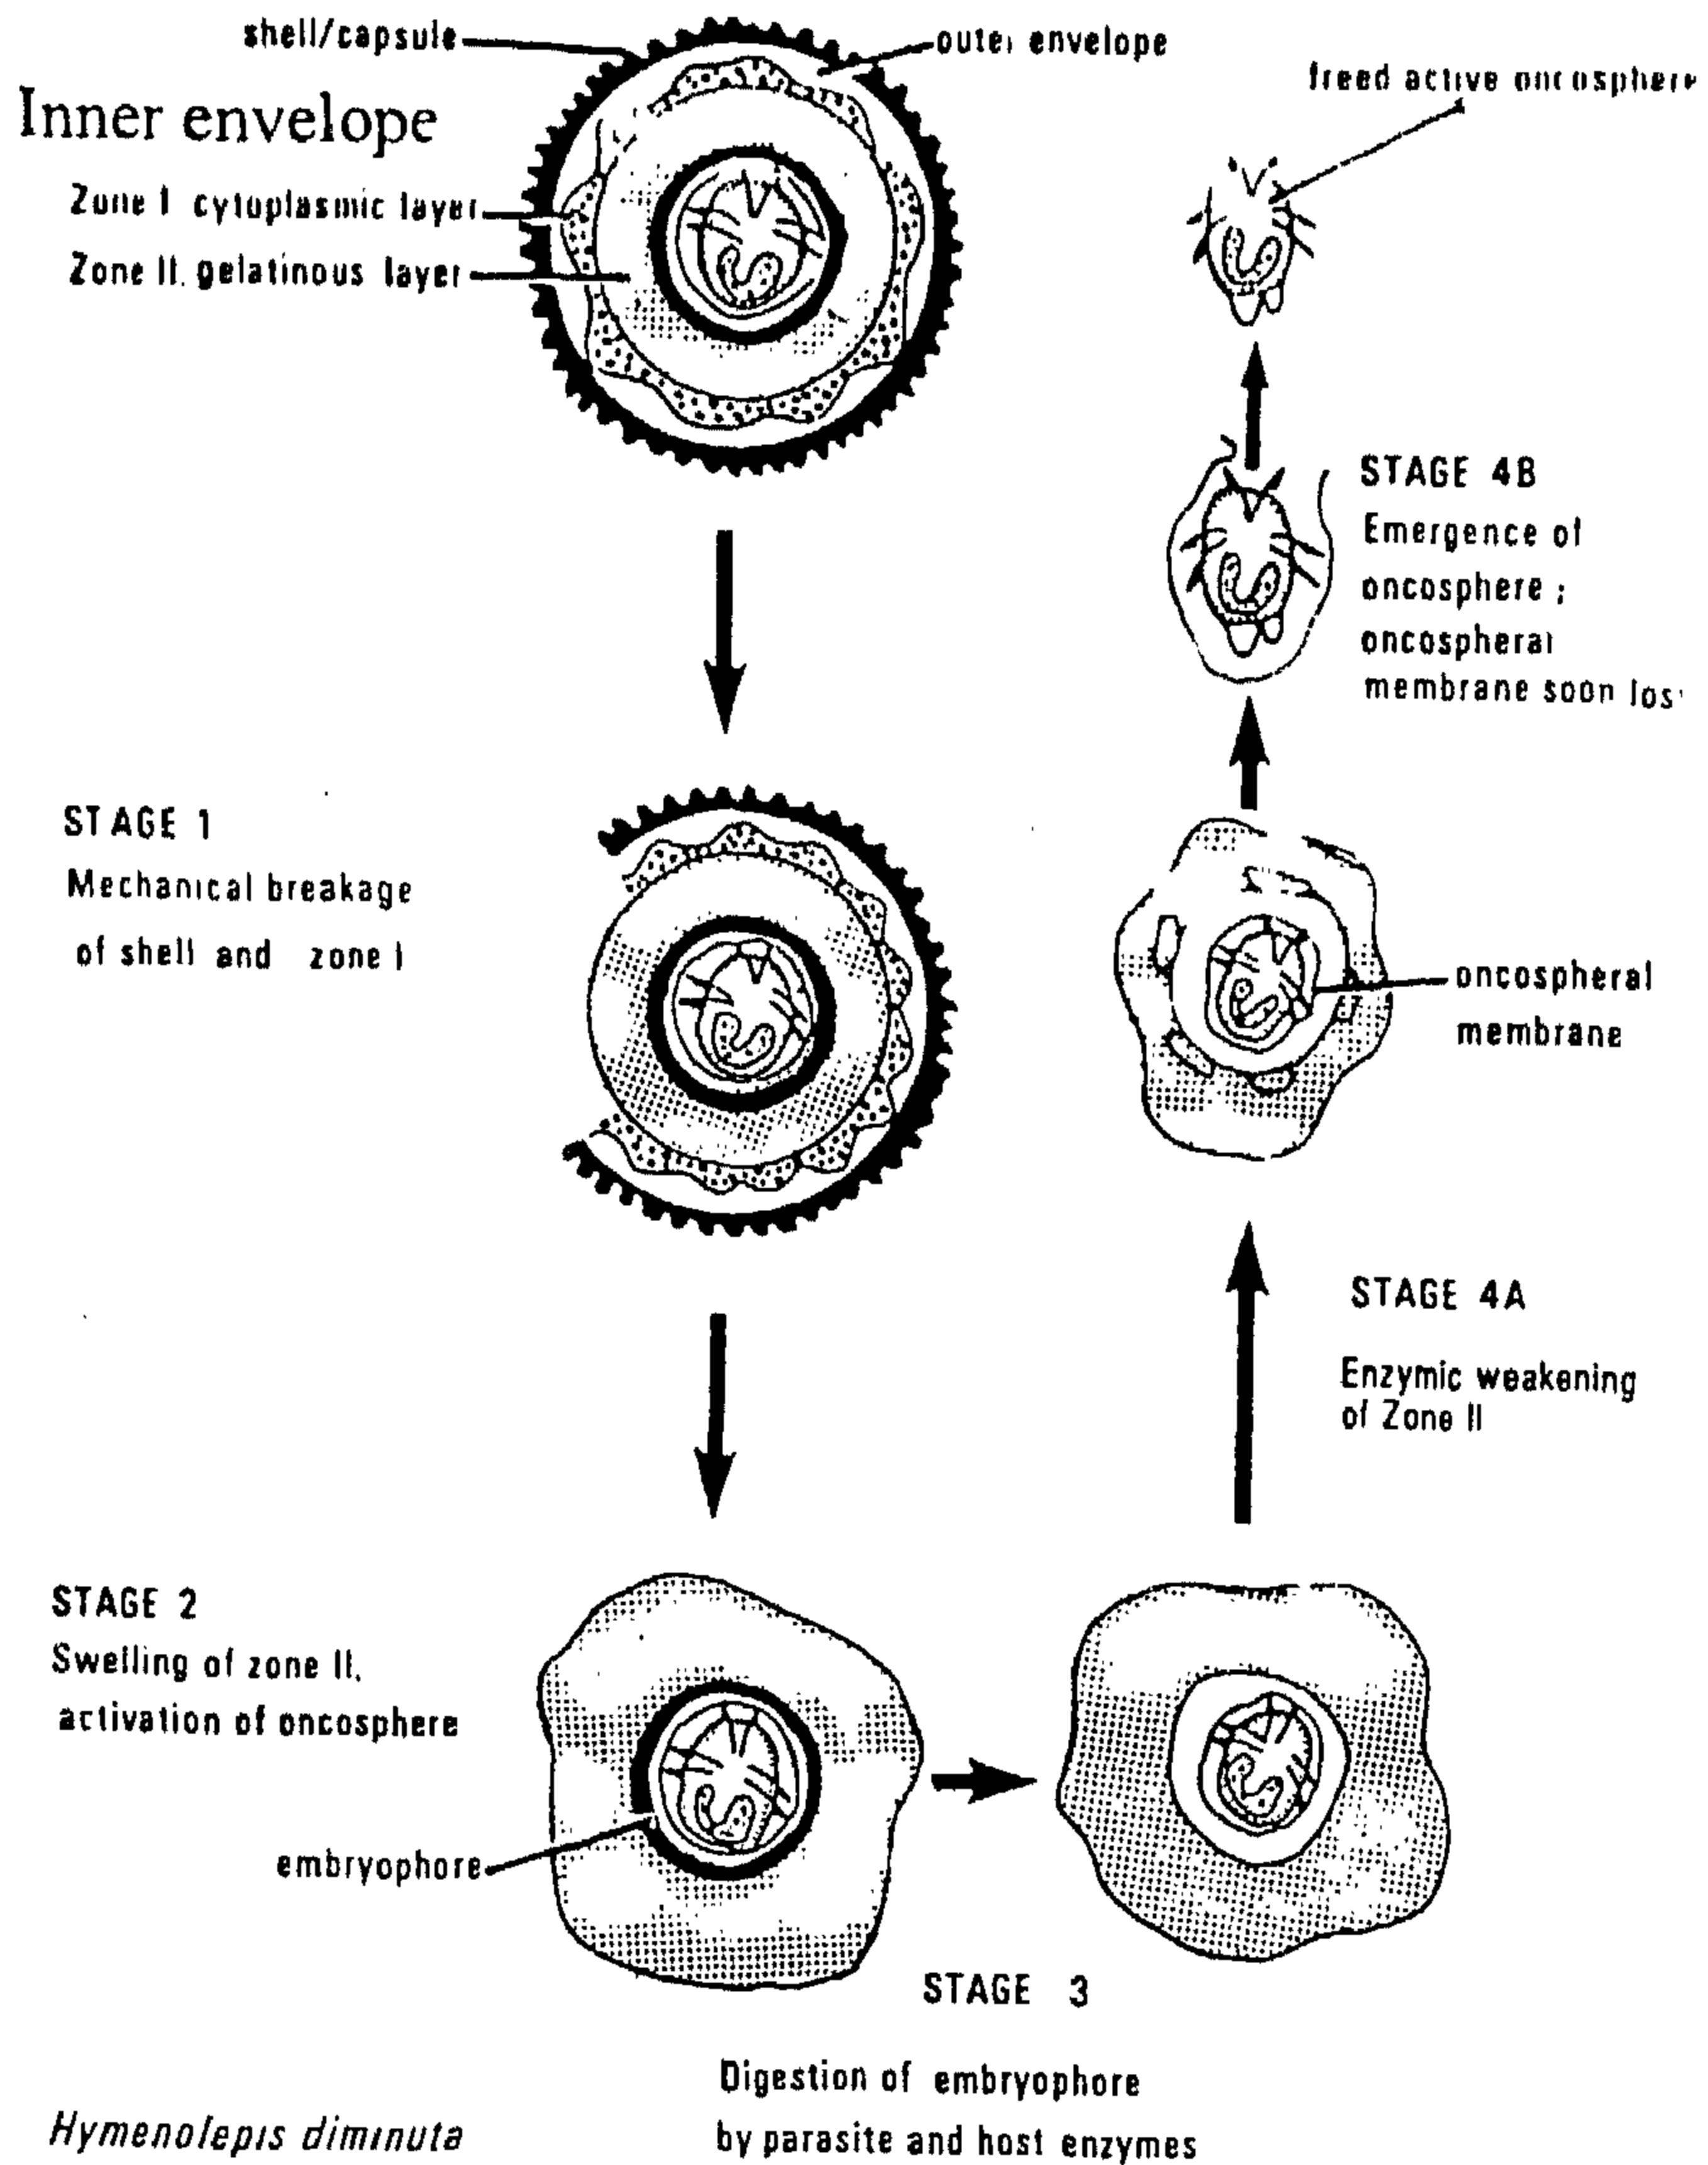 shell/capsule
outer envelope
freed active oncosphere
Inner envelope
Zone I cytoplasmic layer
Zone II. gelatinous layer
STAGE 4B
Emergence of
oncosphere ;
oncospheral
membrane soon los
STAGE 1
Mechanical breakage
of shell and zone I
oncospheral
membrane
STAGE 4A
Enzymic weakening
of Zone II
STAGE 2
Swelling of zone II.
activation of oncosphere
embryophore
STAGE 3
Digestion of embryophore
by parasite and host enzymes
Hymenolepis diminuta